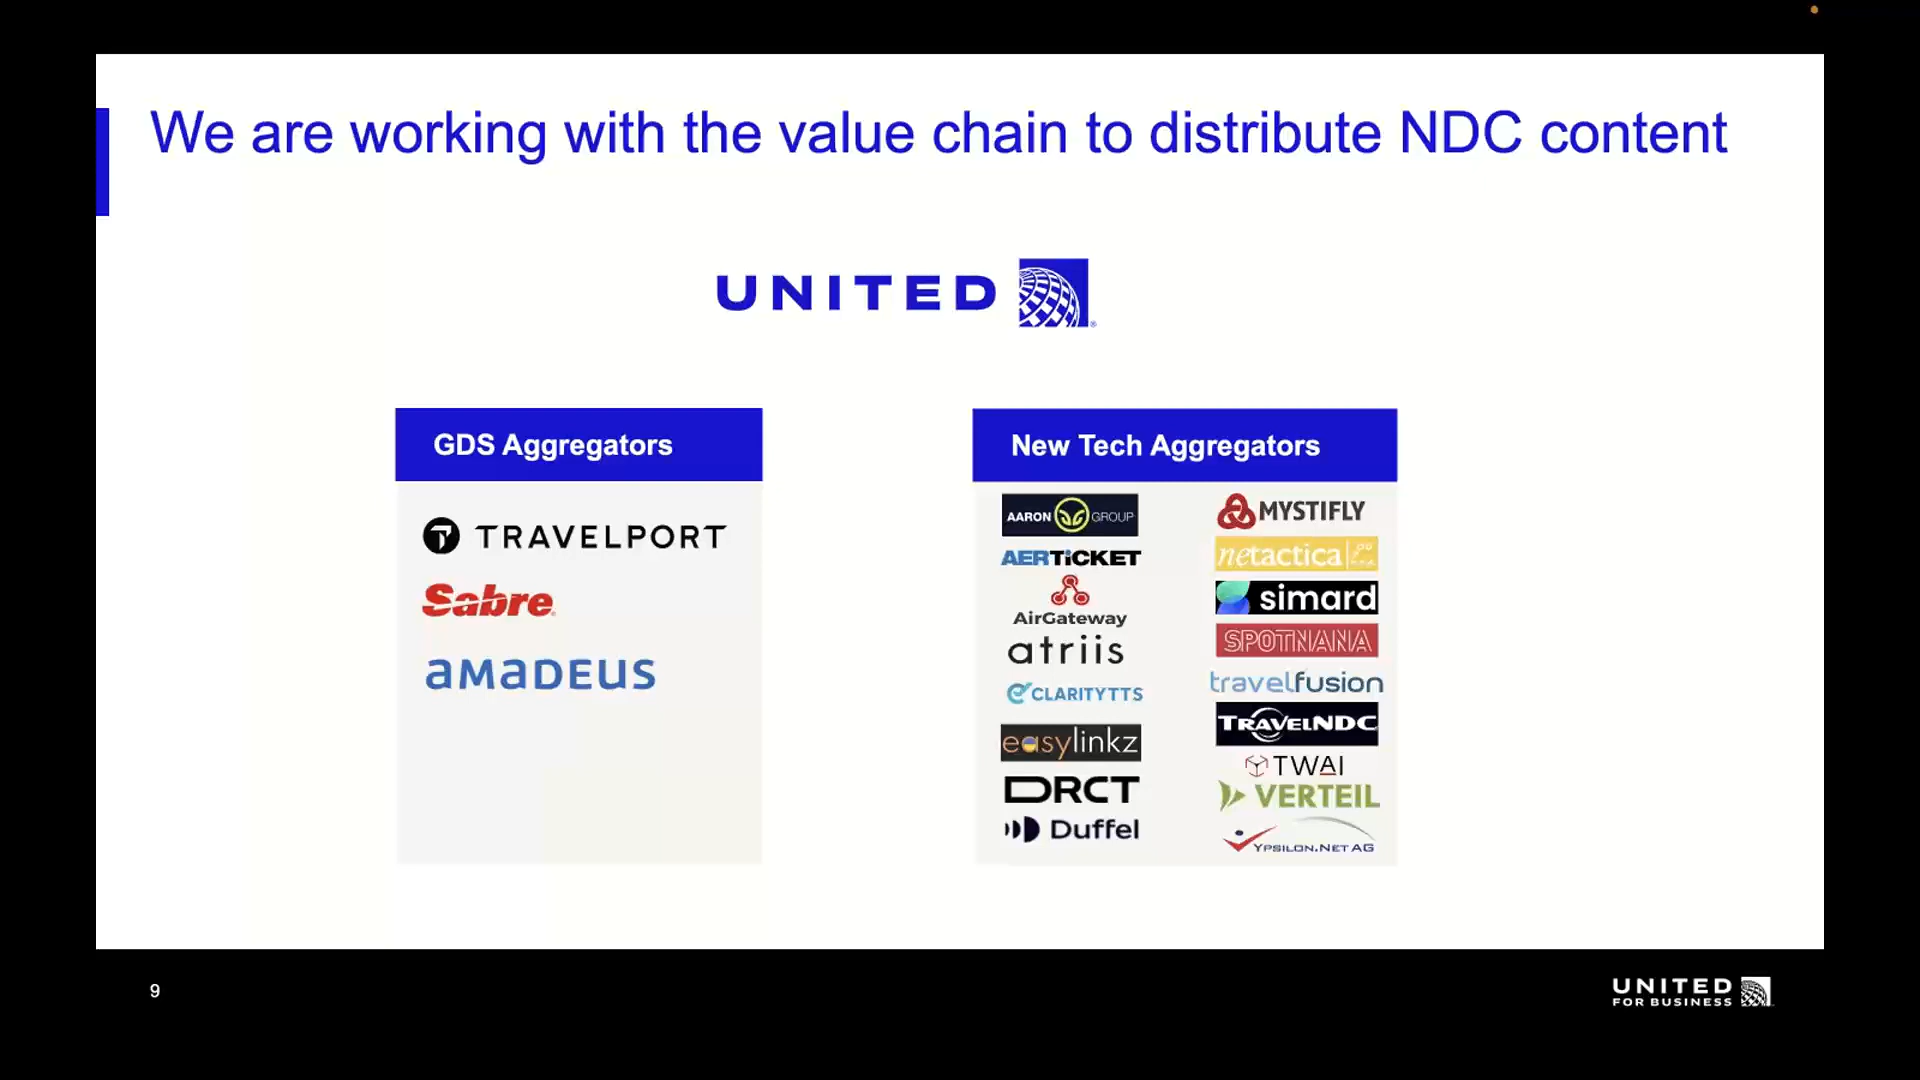 We are working with the value chain to distribute NDC content
UNITED
GDS Aggregators
TRAVELPORT
Sabre
amadeus
New Tech Aggregators
AARON GROUP
AERTiCKET
AirGateway
atriis
CLARITYTTS
easylinkz
DRCT
Duffel
MYSTIFLY
netactica
simard
SPOTNANA
travelfusion
TRAVELNDC
TWAI
VERTEIL
YPSILON.NET AG
9
UNITED
FOR BUSINESS